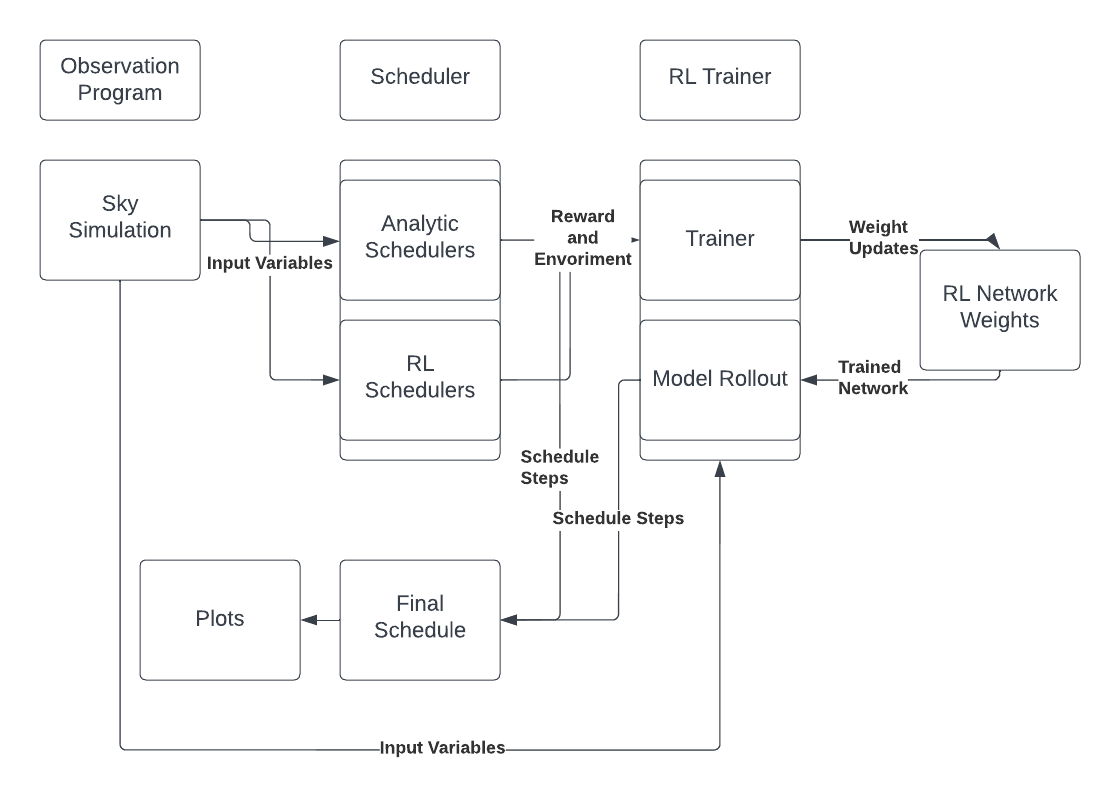 Observation
Program
Scheduler
RL Trainer
Sky
Simulation
Analytic
Schedulers
Reward
and
Envoriment
Trainer
Weight
Updates
Input Variables
RL Network
Weights
RL
Schedulers
Model Rollout
Trained
Network
Schedule
Steps
Schedule Steps
Plots
Final
Schedule
Input Variables